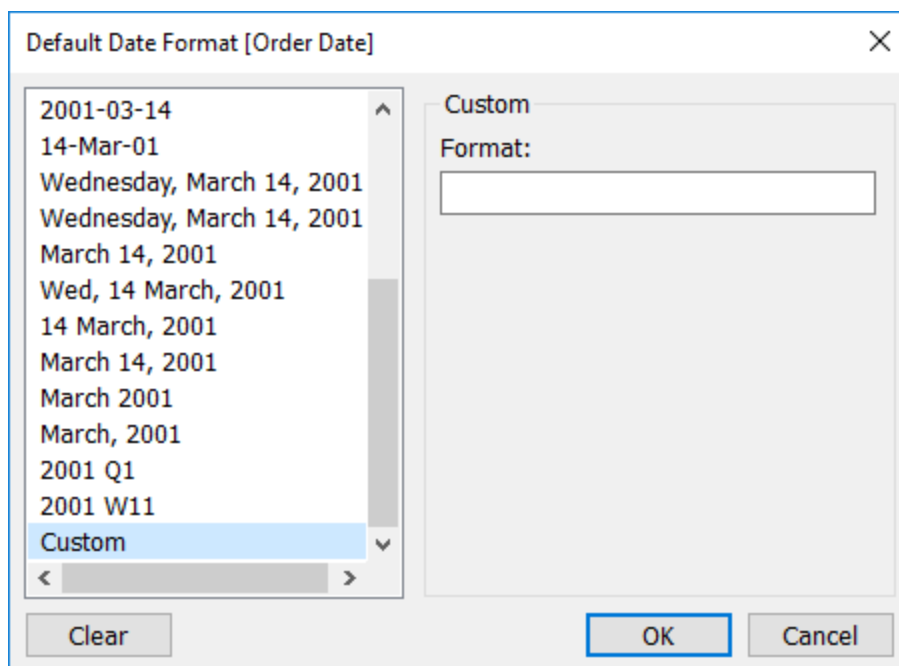 Default Date Format [Order Date]
2001-03-14
14-Mar-01
Wednesday, March 14, 2001
Wednesday, March 14, 2001
March 14, 2001
Wed, 14 March, 2001
14 March, 2001
March 14, 2001
March 2001
March, 2001
2001 Q1
2001 W11
Custom
Custom
Format:
Clear
OK
Cancel